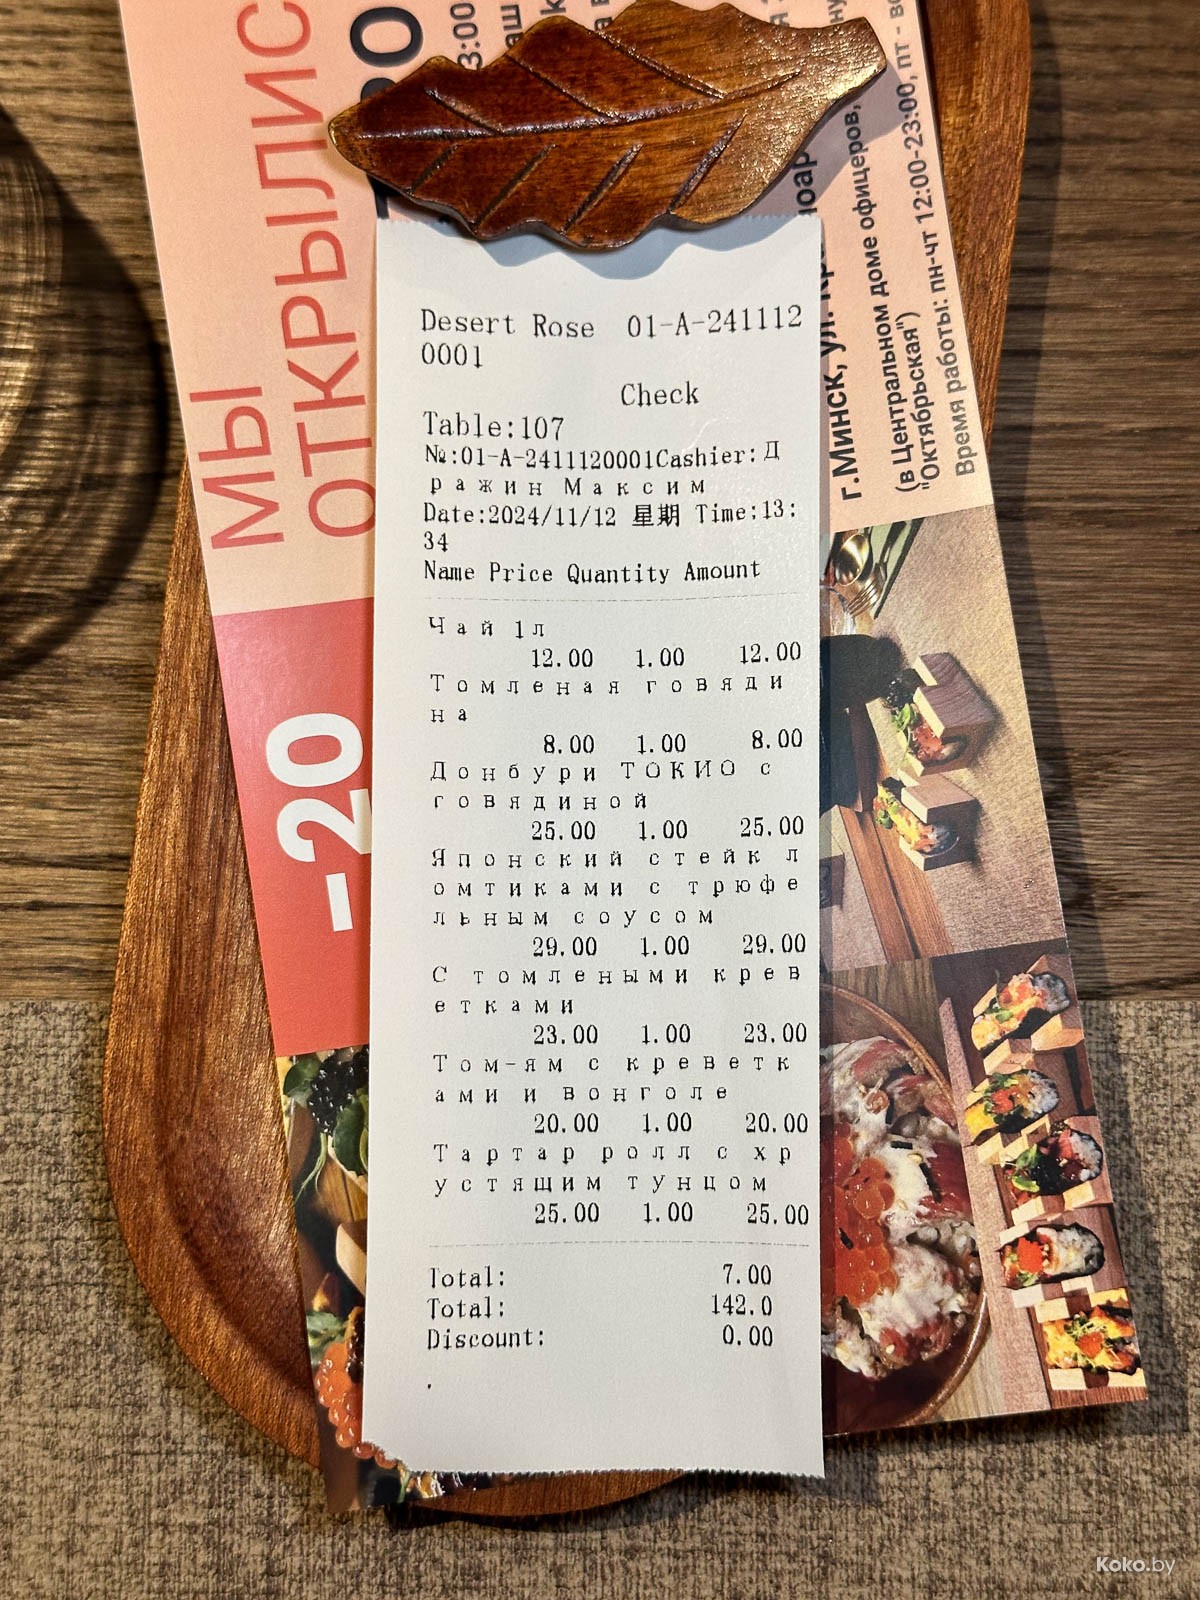 МЫ
ОТКРЫЛИС
-20
г.Минск, ул.
(в Центральном доме офицеров,
"Октябрьская")
Время работы: пн-чт 12:00-23:00, пт -
Desert Rose 01-A-241112
0001
Check
Table:107
№:01-A-2411120001Cashier:Д
ражин Максим
Date:2024/11/12 星期 Time:13:
34
Name Price Quantity Amount
Чай 1л
12.00 1.00 12.00
Томленая говяди
на
8.00 1.00 8.00
Донбури ТОКИО с
говядиной
25.00 1.00 25.00
Японский стейк л
омтиками с трюфе
льным соусом
29.00 1.00 29.00
С томлеными крев
етками
23.00 1.00 23.00
Том-ям с креветк
ами и вонголе
20.00 1.00 20.00
Тартар ролл с хр
устящим тунцом
25.00 1.00 25.00
Total: 7.00
Total: 142.0
Discount: 0.00
Koko.by